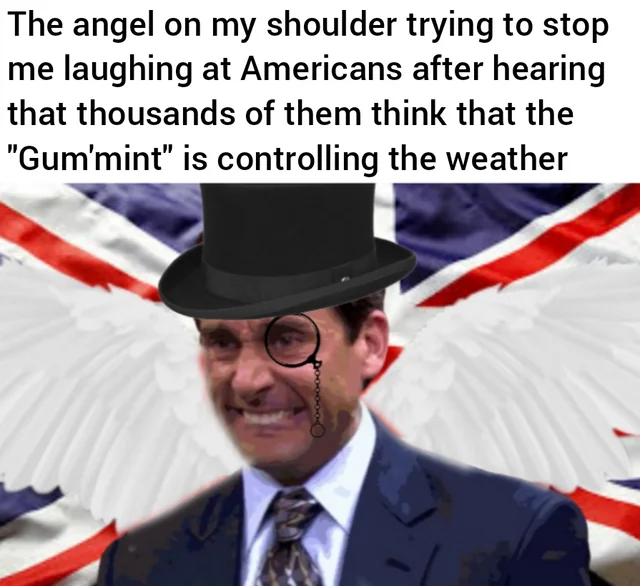 The angel on my shoulder trying to stop
me laughing at Americans after hearing
that thousands of them think that the
"Gum'mint" is controlling the weather